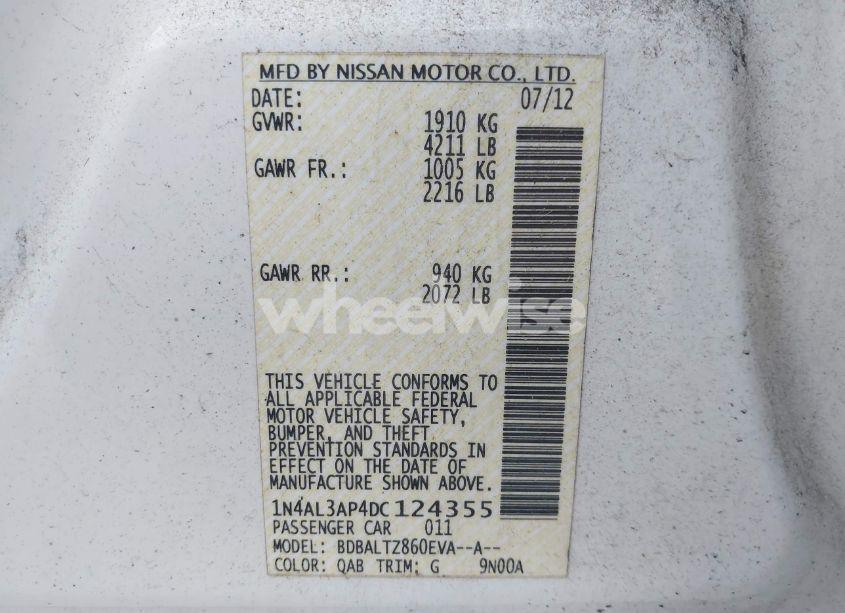 MFD BY NISSAN MOTOR CO., LTD.
DATE: 07/12
GVWR: 1910 KG
4211 LB
GAWR FR.: 1005 KG
2216 LB
GAWR RR.: 940 KG
2072 LB
wheelwise
THIS VEHICLE CONFORMS TO
ALL APPLICABLE FEDERAL
MOTOR VEHICLE SAFETY,
BUMPER, AND THEFT
PREVENTION STANDARDS IN
EFFECT ON THE DATE OF
MANUFACTURE SHOWN ABOVE.
1N4AL3AP4DC124355
PASSENGER CAR 011
MODEL: BDBALTZ860EVA--A--
COLOR: QAB TRIM: G 9N00A